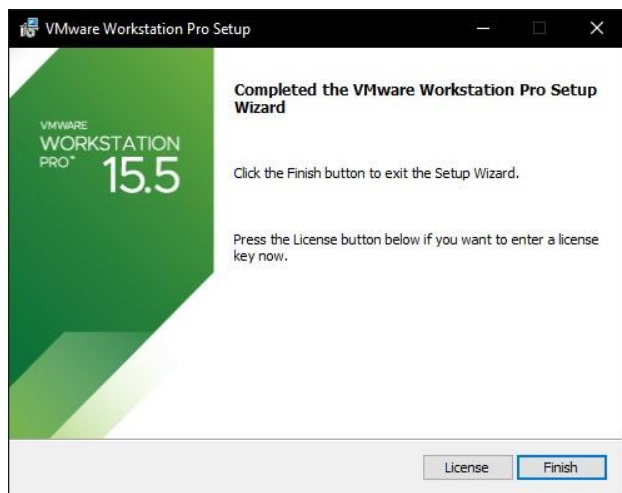 VMware Workstation Pro Setup
VMWARE
WORKSTATION
PRO™ 15.5
Completed the VMware Workstation Pro Setup
Wizard
Click the Finish button to exit the Setup Wizard.
Press the License button below if you want to enter a license
key now.
License Finish